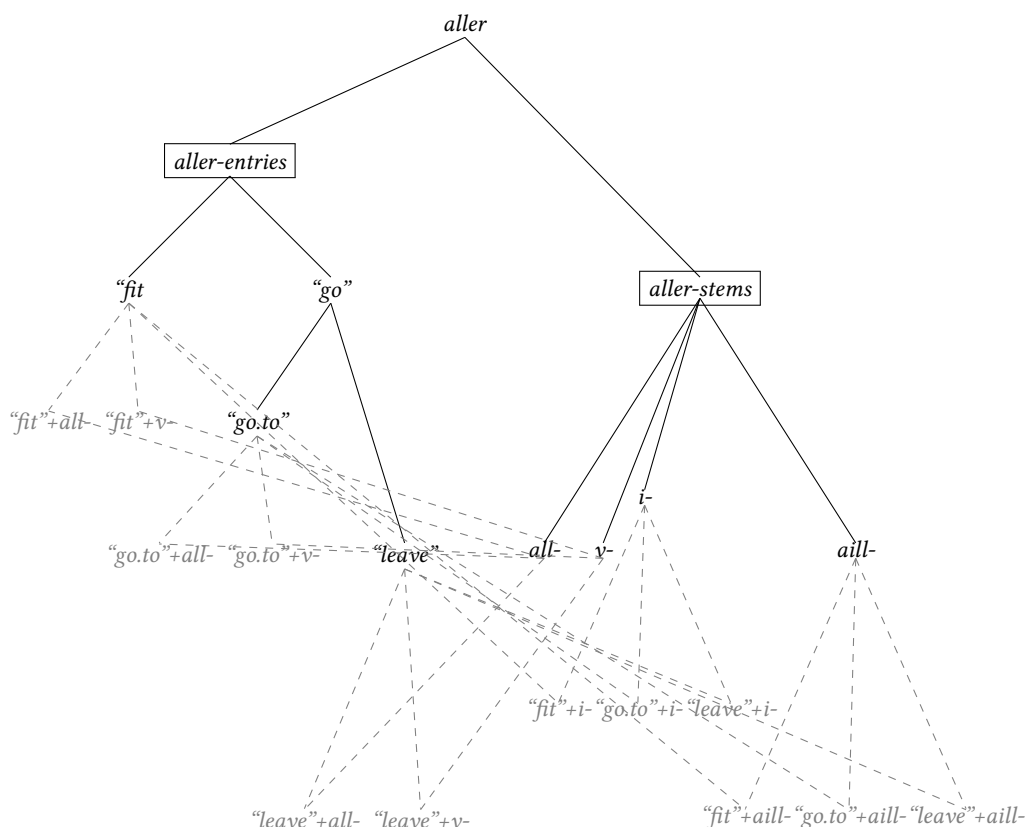 aller
aller-entries
“fit
“go”
aller-stems
“fit”+all-
“fit”+v-
“go.to”
i-
“go.to”+all-
“go.to”+v-
“leave”
all-
v-
aill-
“fit”+i-
“go.to”+i-
“leave”+i-
“leave”+all-
“leave”+v-
“fit”+aill-
“go.to”+aill-
“leave”+aill-